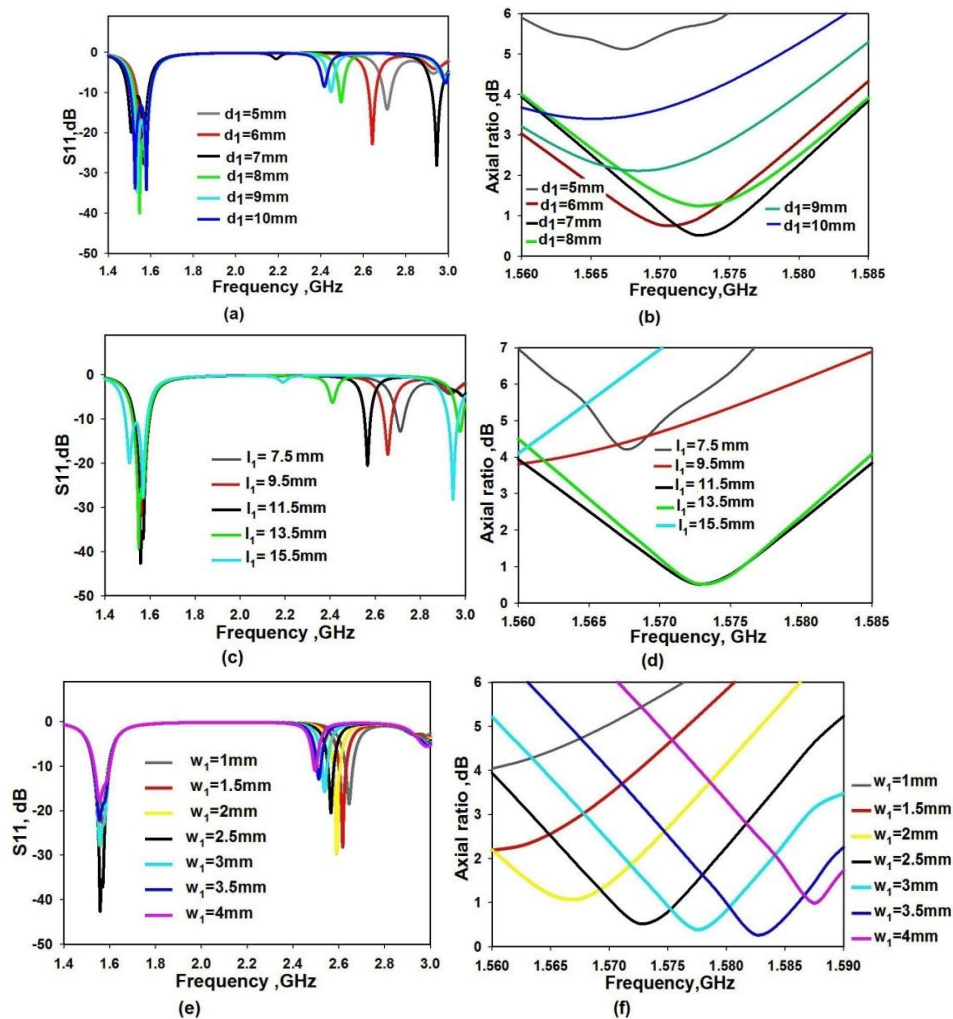 0
-10
-20
-30
-40
-50
S11,dB
d1=5mm
d1=6mm
d1=7mm
d1=8mm
d1=9mm
d1=10mm
1.4 1.6 1.8 2.0 2.2 2.4 2.6 2.8 3.0
Frequency ,GHz
(a)
6
5
4
3
2
1
0
Axial ratio ,dB
d1=5mm
d1=6mm
d1=7mm
d1=8mm
d1=9mm
d1=10mm
1.560 1.565 1.570 1.575 1.580 1.585
Frequency,GHz
(b)
0
-10
-20
-30
-40
-50
S11,dB
l1= 7.5 mm
l1= 9.5mm
l1= 11.5mm
l1= 13.5mm
l1= 15.5mm
1.4 1.6 1.8 2.0 2.2 2.4 2.6 2.8 3.0
Frequency ,GHz
(c)
7
6
5
4
3
2
1
0
Axial ratio ,dB
l1= 7.5 mm
l1= 9.5mm
l1= 11.5mm
l1= 13.5mm
l1= 15.5mm
1.560 1.565 1.570 1.575 1.580 1.585
Frequency, GHz
(d)
0
-10
-20
-30
-40
-50
S11, dB
w1=1mm
w1=1.5mm
w1=2mm
w1=2.5mm
w1=3mm
w1=3.5mm
w1=4mm
1.4 1.6 1.8 2.0 2.2 2.4 2.6 2.8 3.0
Frequency ,GHz
(e)
6
5
4
3
2
1
0
Axial ratio ,dB
1.560 1.565 1.570 1.575 1.580 1.585 1.590
Frequency,GHz
(f)
w1=1mm
w1=1.5mm
w1=2mm
w1=2.5mm
w1=3mm
w1=3.5mm
w1=4mm